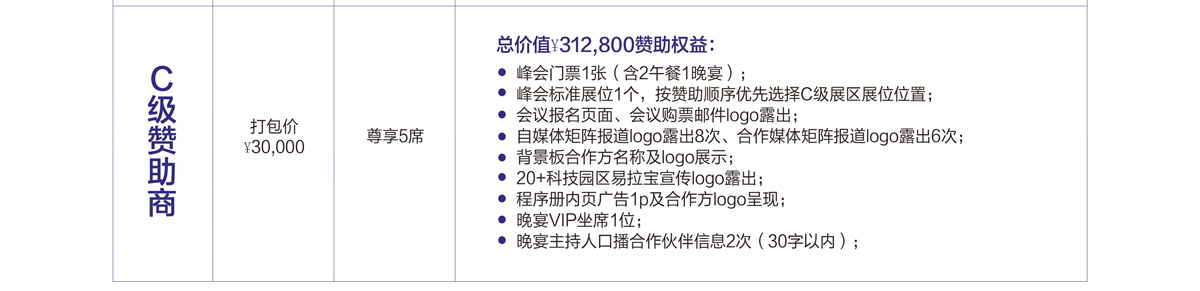 C级赞助商
打包价
¥30,000
尊享5席
总价值¥312,800赞助权益：
● 峰会门票1张（含2午餐1晚宴）；
● 峰会标准展位1个，按赞助顺序优先选择C级展区展位位置；
● 会议报名页面、会议购票邮件logo露出；
● 自媒体矩阵报道logo露出8次、合作媒体矩阵报道logo露出6次；
● 背景板合作方名称及logo展示；
● 20+科技园区易拉宝宣传logo露出；
● 程序册内页广告1p及合作方logo呈现；
● 晚宴VIP坐席1位；
● 晚宴主持人口播合作伙伴信息2次（30字以内）；